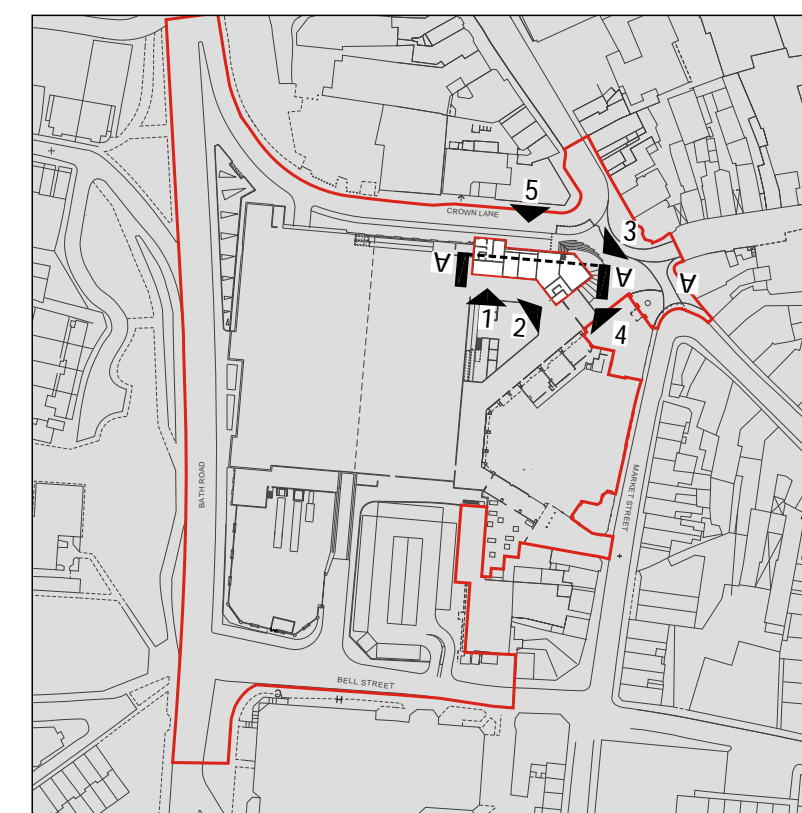 5
CROWN LANE
3
A
A
A
1
2
4
BATH ROAD
MARKET STREET
BELL STREET